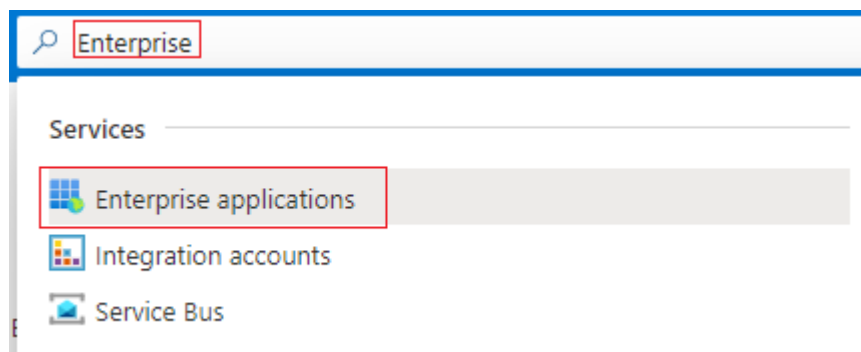 Enterprise
Services
Enterprise applications
Integration accounts
Service Bus